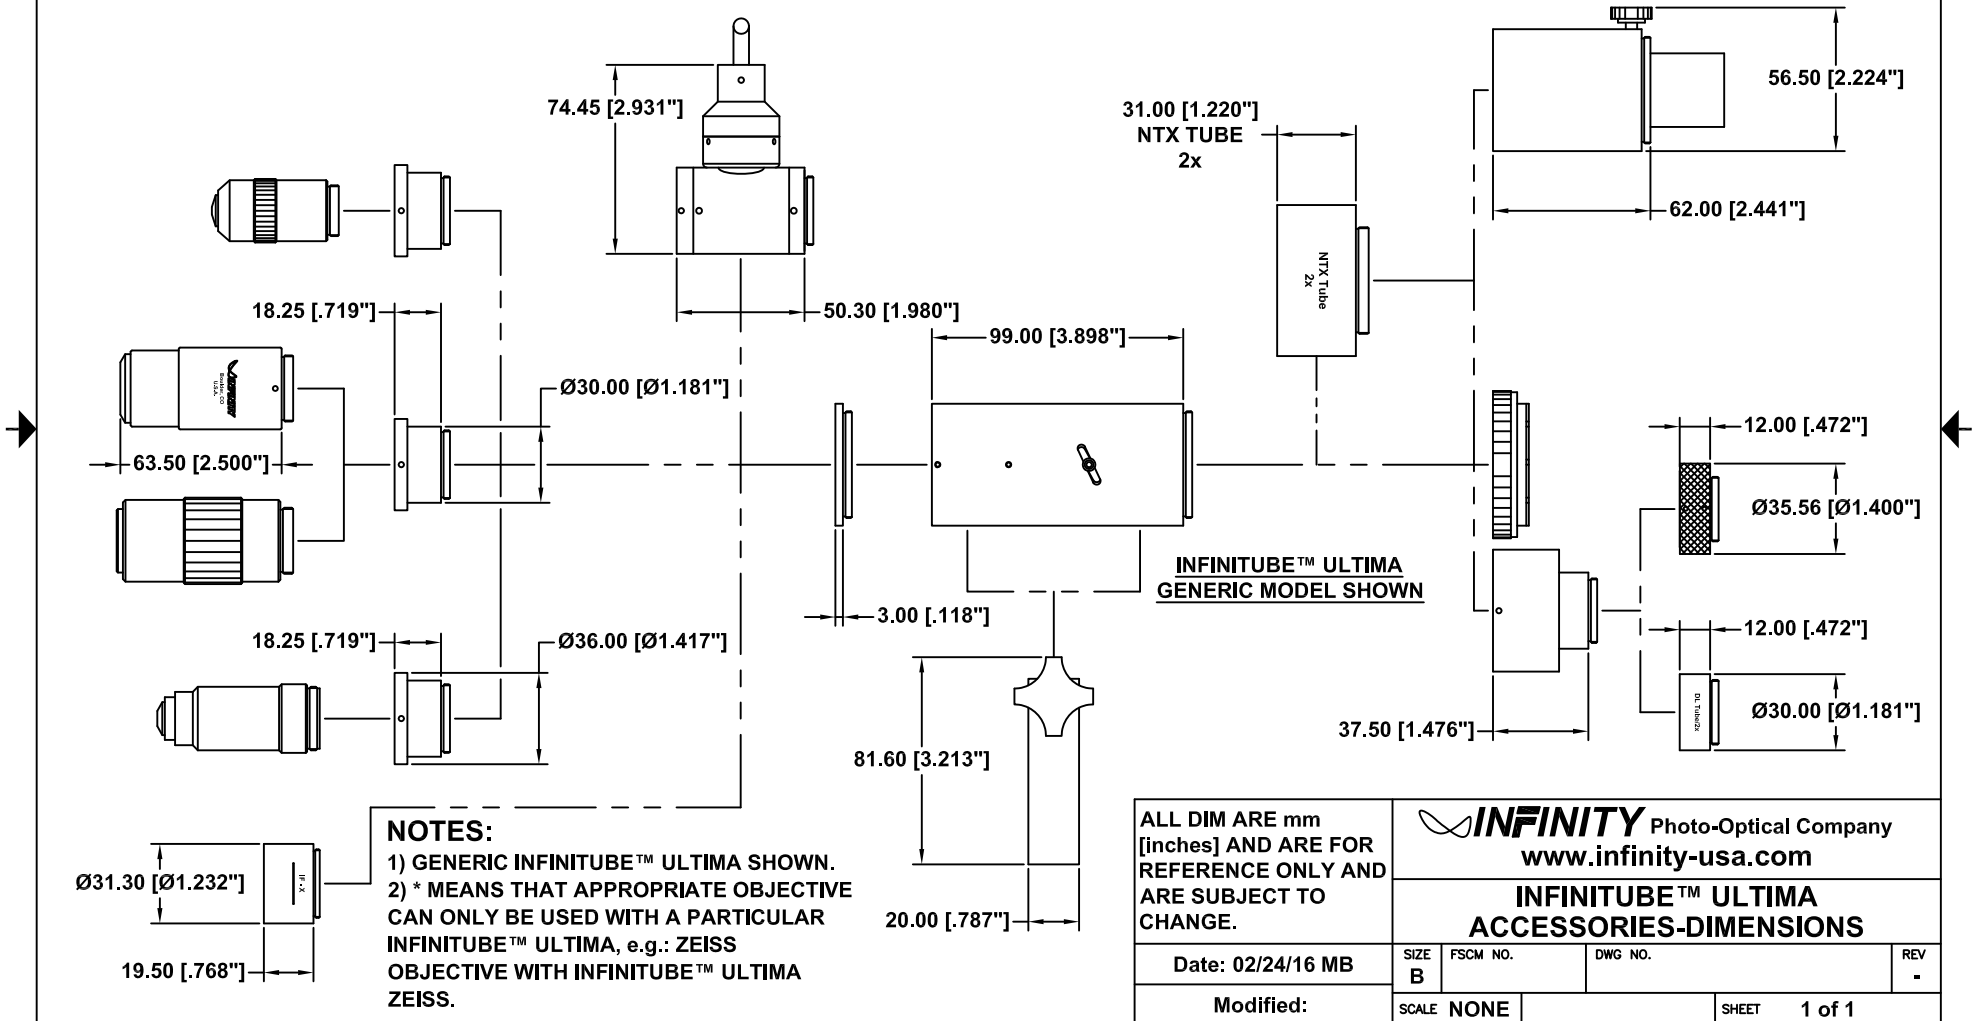 56.50 [2.224"]
74.45 [2.931"]
31.00 [1.220"]
NTX TUBE
2x
62.00 [2.441"]
NTX Tube
2x
18.25 [.719"]
50.30 [1.980"]
99.00 [3.898"]
Ø30.00 [Ø1.181"]
INFINITY
Boulder, CO
U.S.A.
12.00 [.472"]
63.50 [2.500"]
Ø35.56 [Ø1.400"]
INFINITUBE™ ULTIMA
GENERIC MODEL SHOWN
3.00 [.118"]
18.25 [.719"]
Ø36.00 [Ø1.417"]
12.00 [.472"]
DL Tube/2x
Ø30.00 [Ø1.181"]
37.50 [1.476"]
81.60 [3.213"]
20.00 [.787"]
Ø31.30 [Ø1.232"]
IF • X
19.50 [.768"]
NOTES:
1) GENERIC INFINITUBE™ ULTIMA SHOWN.
2) * MEANS THAT APPROPRIATE OBJECTIVE
CAN ONLY BE USED WITH A PARTICULAR
INFINITUBE™ ULTIMA, e.g.: ZEISS
OBJECTIVE WITH INFINITUBE™ ULTIMA
ZEISS.
ALL DIM ARE mm
[inches] AND ARE FOR
REFERENCE ONLY AND
ARE SUBJECT TO
CHANGE.
Date: 02/24/16 MB
Modified:
INFINITY Photo-Optical Company
www.infinity-usa.com
INFINITUBE™ ULTIMA
ACCESSORIES-DIMENSIONS
SIZE
B
FSCM NO.
DWG NO.
REV
-
SCALE NONE
SHEET 1 of 1